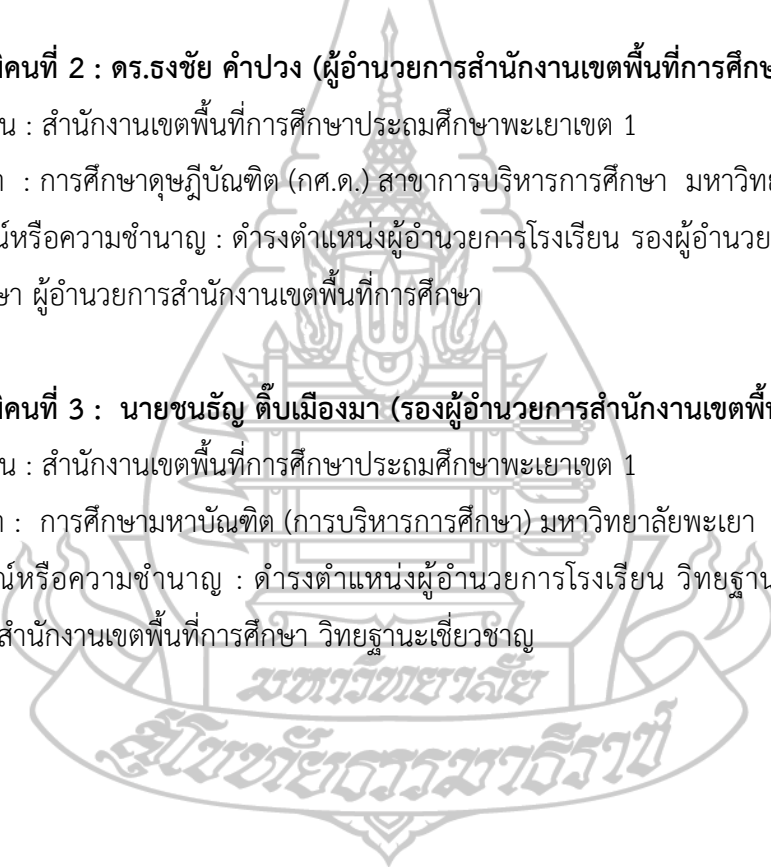 ิคนที่ 2 : ดร.ธงชัย คำปวง (ผู้อำนวยการสำนักงานเขตพื้นที่การศึกษ
น : สำนักงานเขตพื้นที่การศึกษาประถมศึกษาพะเยาเขต 1
า : การศึกษาดุษฎีบัณฑิต (กศ.ด.) สาขาการบริหารการศึกษา มหาวิทย
ณ์หรือความชำนาญ : ดำรงตำแหน่งผู้อำนวยการโรงเรียน รองผู้อำนวย
ษา ผู้อำนวยการสำนักงานเขตพื้นที่การศึกษา
ิคนที่ 3 : นายชนธัญ ติ๊บเมืองมา (รองผู้อำนวยการสำนักงานเขตพื้น
น : สำนักงานเขตพื้นที่การศึกษาประถมศึกษาพะเยาเขต 1
า : การศึกษามหาบัณฑิต (การบริหารการศึกษา) มหาวิทยาลัยพะเยา
ณ์หรือความชำนาญ : ดำรงตำแหน่งผู้อำนวยการโรงเรียน วิทยฐาน
สำนักงานเขตพื้นที่การศึกษา วิทยฐานะเชี่ยวชาญ
มหาวิทยาลัย
สุโขทัยธรรมาธิราช